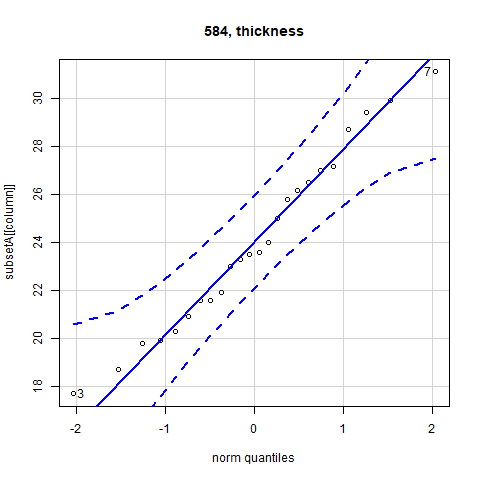 584, thickness
subsetA[[column]]
30
28
26
24
22
20
18
7
3
-2 -1 0 1 2
norm quantiles